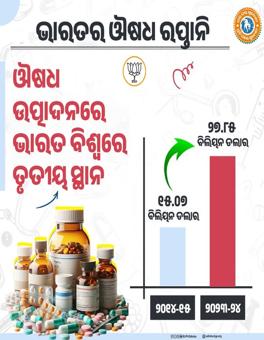 ଭାରତର ଔଷଧ ରପ୍ତାନି
ଔଷଧ
ଉତ୍ପାଦନରେ
ଭାରତ ବିଶ୍ୱରେ
ତୃତୀୟ ସ୍ଥାନ
୨୭.୮୫
ବିଲିୟନ ଡଲାର
୧୫.୦୭
ବିଲିୟନ ଡଲାର
୨୦୧୪-୧୫
୨୦୨୩-୨୪